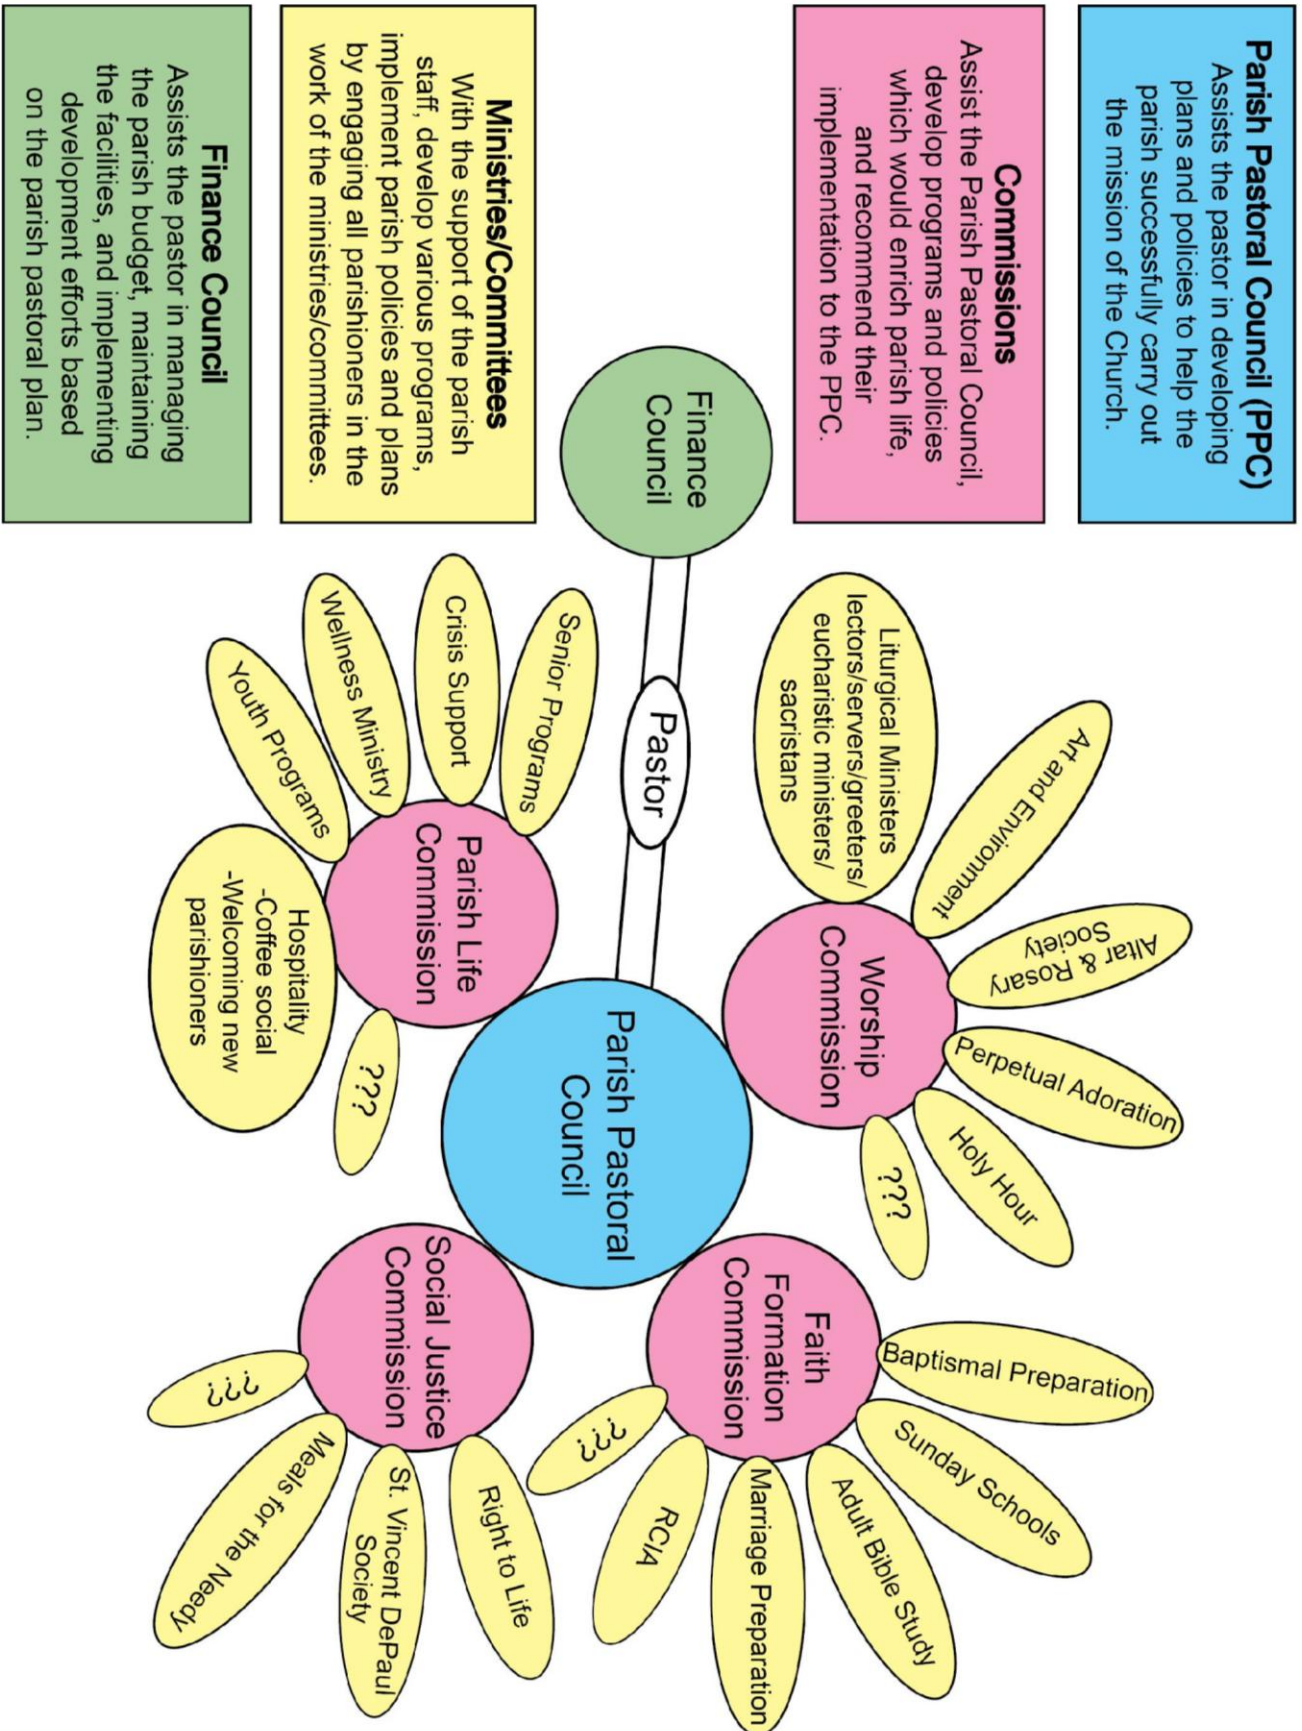 Parish Pastoral Council (PPC)
Assists the pastor in developing
plans and policies to help the
parish successfully carry out
the mission of the Church.
Commissions
Assist the Parish Pastoral Council,
develop programs and policies
which would enrich parish life,
and recommend their
implementation to the PPC.
Ministries/Committees
With the support of the parish
staff, develop various programs,
implement parish policies and plans
by engaging all parishioners in the
work of the ministries/committees.
Finance Council
Assists the pastor in managing
the parish budget, maintaining
the facilities, and implementing
development efforts based
on the parish pastoral plan.
Finance
Council
Pastor
Parish Pastoral
Council
Worship
Commission
Liturgical Ministers
lectors/servers/greeters/
eucharistic ministers/
sacristans
Art and Environment
Altar & Rosary
Society
Perpetual Adoration
Holy Hour
???
Faith
Formation
Commission
Baptismal Preparation
Sunday Schools
Adult Bible Study
Marriage Preparation
RCIA
???
Social Justice
Commission
Right to Life
St. Vincent DePaul
Society
Meals for the Needy
???
Parish Life
Commission
Senior Programs
Crisis Support
Wellness Ministry
Youth Programs
Hospitality
-Coffee social
-Welcoming new
parishioners
???